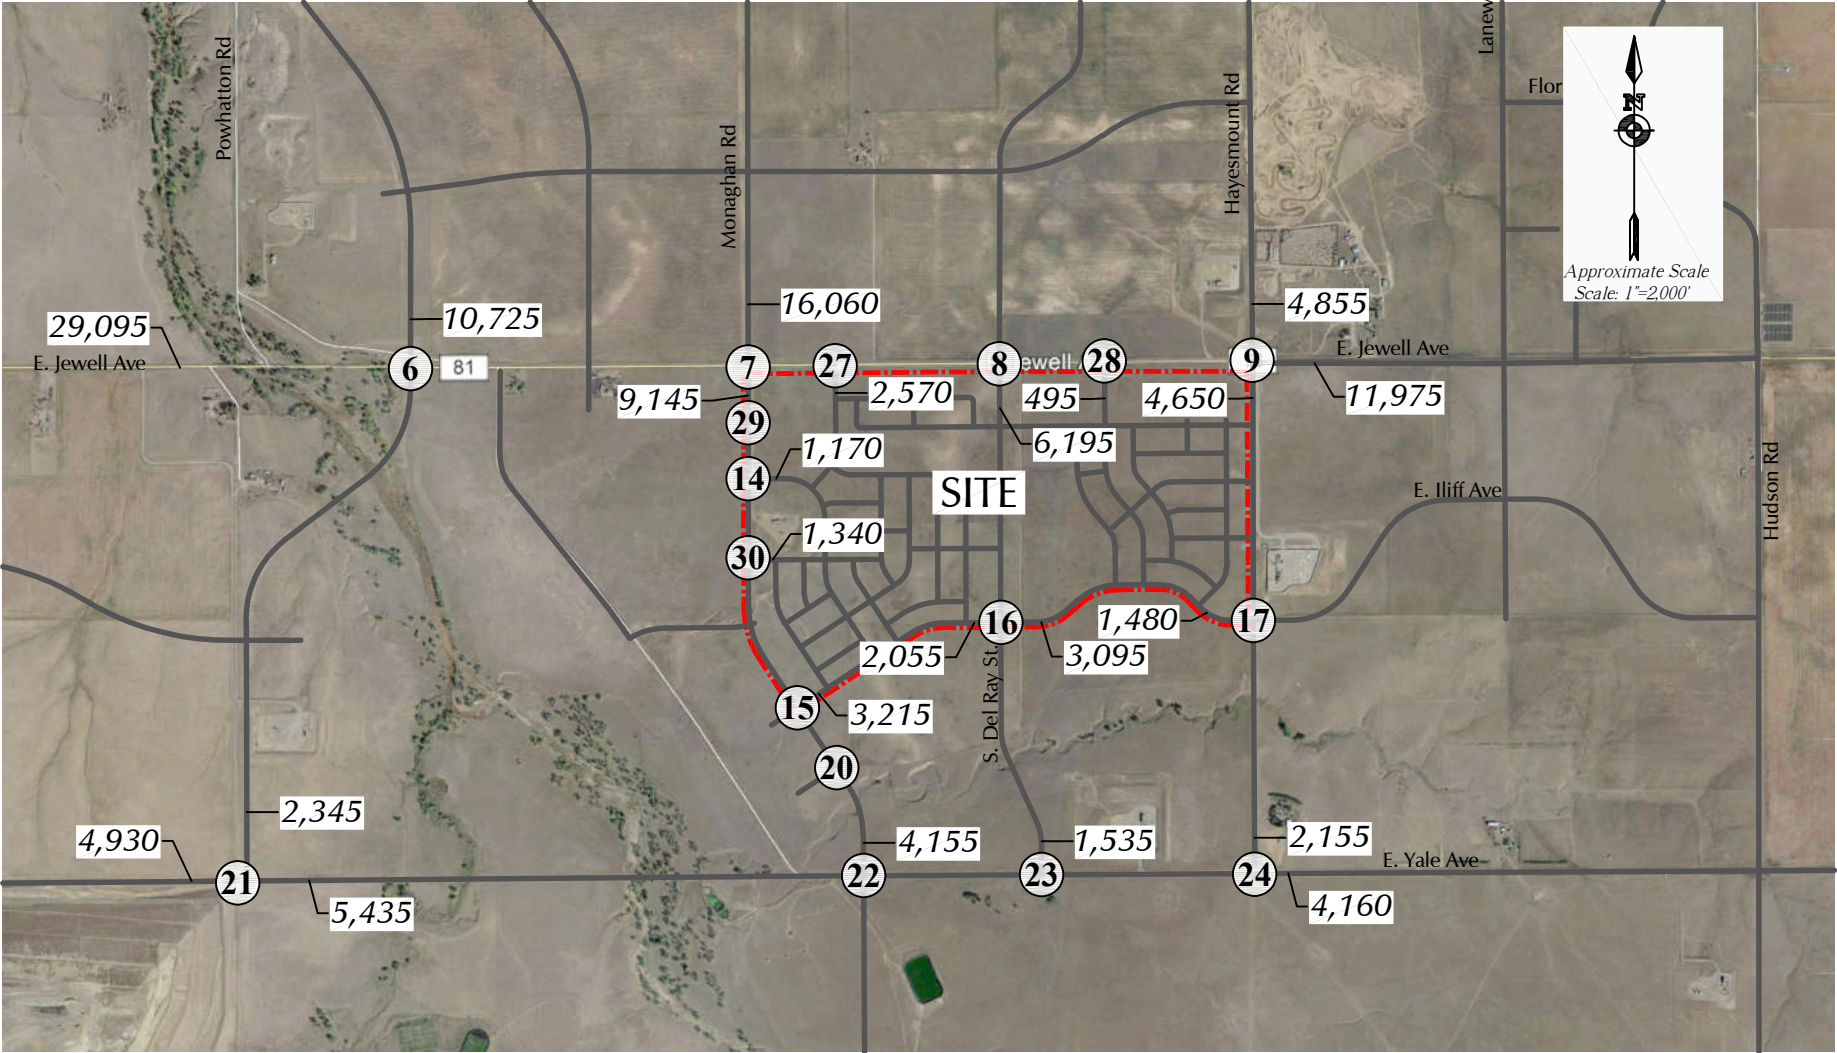 Powhatton Rd
Monaghan Rd
Hayesmount Rd
Lanew
Flor
N
Approximate Scale
Scale: 1"=2,000'
29,095
E. Jewell Ave
10,725
16,060
4,855
6
81
7
27
8
ewell
28
9
E. Jewell Ave
9,145
2,570
495
4,650
11,975
29
1,170
6,195
14
SITE
E. Iliff Ave
Hudson Rd
30
1,340
16
1,480
17
2,055
3,095
S. Del Ray St.
15
3,215
20
2,345
4,930
4,155
1,535
2,155
E. Yale Ave
21
22
23
24
5,435
4,160